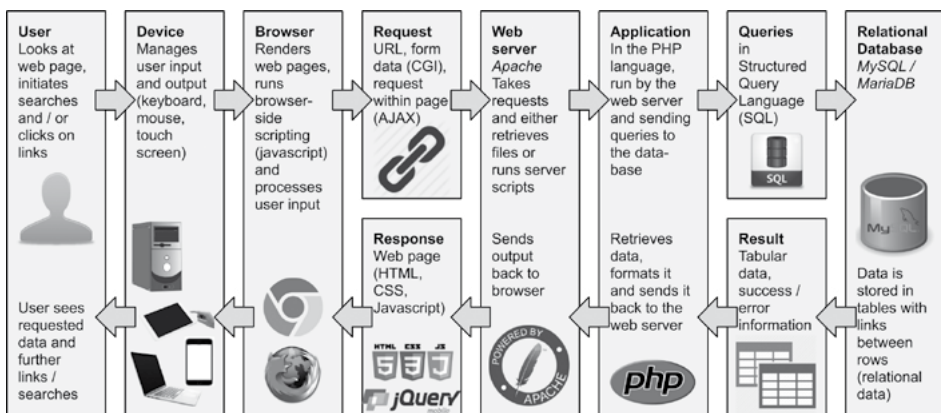 User
Looks at
web page,
initiates
searches
and / or
clicks on
links
User sees
requested
data and
further
links /
searches
Device
Manages
user input
and output
(keyboard,
mouse,
touch
screen)
Browser
Renders
web pages,
runs
browser-
side
scripting
(javascript)
and
processes
user input
Request
URL, form
data (CGI),
request
within page
(AJAX)
Response
Web page
(HTML,
CSS,
Javascript)
HTML CSS JS
5 3
jQuery
mobile
Web
server
Apache
Takes
requests
and either
retrieves
files or
runs server
scripts
Sends
output
back to
browser
POWERED BY
APACHE
Application
In the PHP
language,
run by the
web server
and sending
queries to
the data-
base
Retrieves
data,
formats it
and sends it
back to the
web server
php
Queries
in
Structured
Query
Language
(SQL)
SQL
Result
Tabular
data,
success /
error
information
Relational
Database
MySQL /
MariaDB
MySQL
Data is
stored in
tables with
links
between
rows
(relational
data)